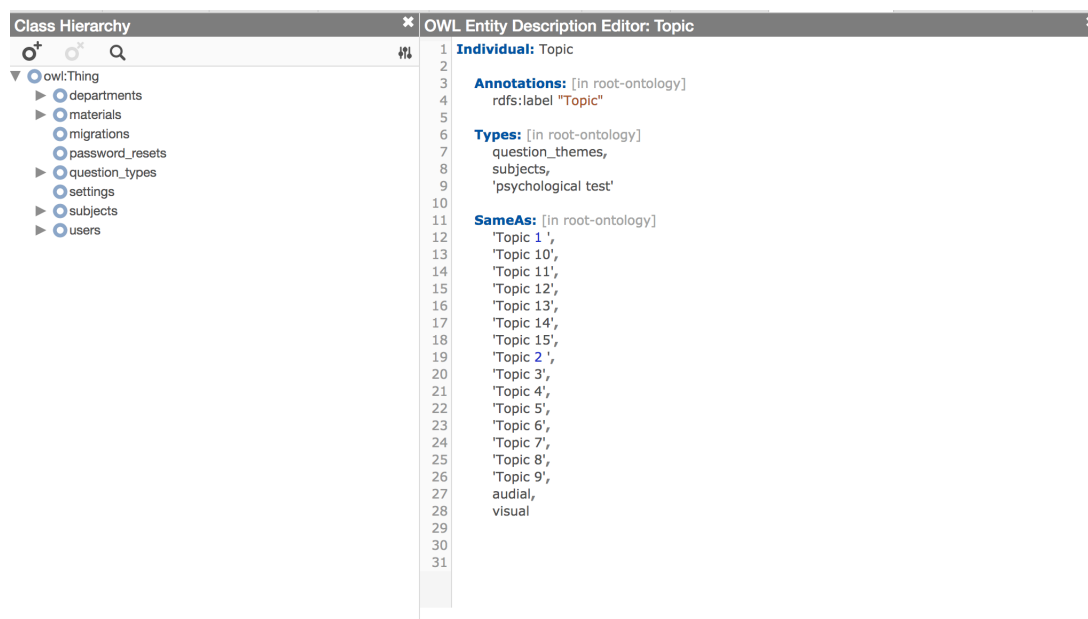 Class Hierarchy
owl:Thing
departments
materials
migrations
password_resets
question_types
settings
subjects
users
OWL Entity Description Editor: Topic
1 Individual: Topic
2
3 Annotations: [in root-ontology]
4 rdfs:label "Topic"
5
6 Types: [in root-ontology]
7 question_themes,
8 subjects,
9 'psychological test'
10
11 SameAs: [in root-ontology]
12 'Topic 1 ',
13 'Topic 10',
14 'Topic 11',
15 'Topic 12',
16 'Topic 13',
17 'Topic 14',
18 'Topic 15',
19 'Topic 2 ',
20 'Topic 3',
21 'Topic 4',
22 'Topic 5',
23 'Topic 6',
24 'Topic 7',
25 'Topic 8',
26 'Topic 9',
27 audial,
28 visual
29
30
31